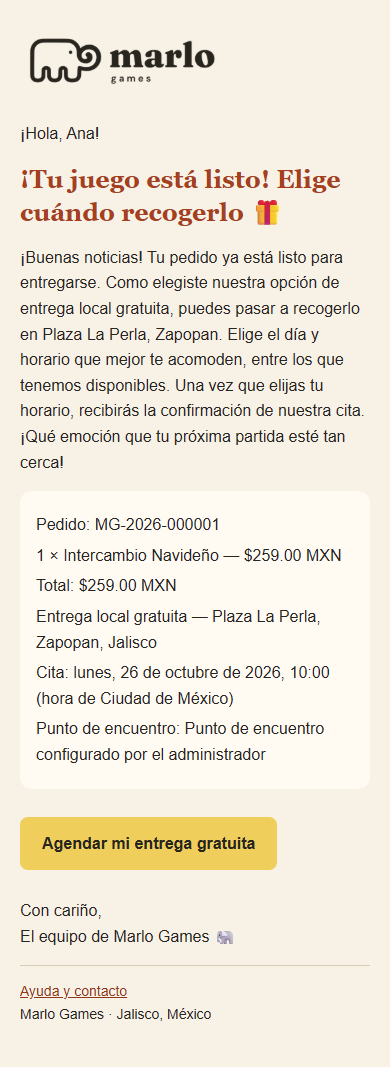 marlo
games
¡Hola, Ana!
¡Tu juego está listo! Elige
cuándo recogerlo 🎁
¡Buenas noticias! Tu pedido ya está listo para
entregarse. Como elegiste nuestra opción de
entrega local gratuita, puedes pasar a recogerlo
en Plaza La Perla, Zapopan. Elige el día y
horario que mejor te acomoden, entre los que
tenemos disponibles. Una vez que elijas tu
horario, recibirás la confirmación de nuestra cita.
¡Qué emoción que tu próxima partida esté tan
cerca!
Pedido: MG-2026-000001
1 × Intercambio Navideño — $259.00 MXN
Total: $259.00 MXN
Entrega local gratuita — Plaza La Perla,
Zapopan, Jalisco
Cita: lunes, 26 de octubre de 2026, 10:00
(hora de Ciudad de México)
Punto de encuentro: Punto de encuentro
configurado por el administrador
Agendar mi entrega gratuita
Con cariño,
El equipo de Marlo Games 🐘
Ayuda y contacto
Marlo Games · Jalisco, México